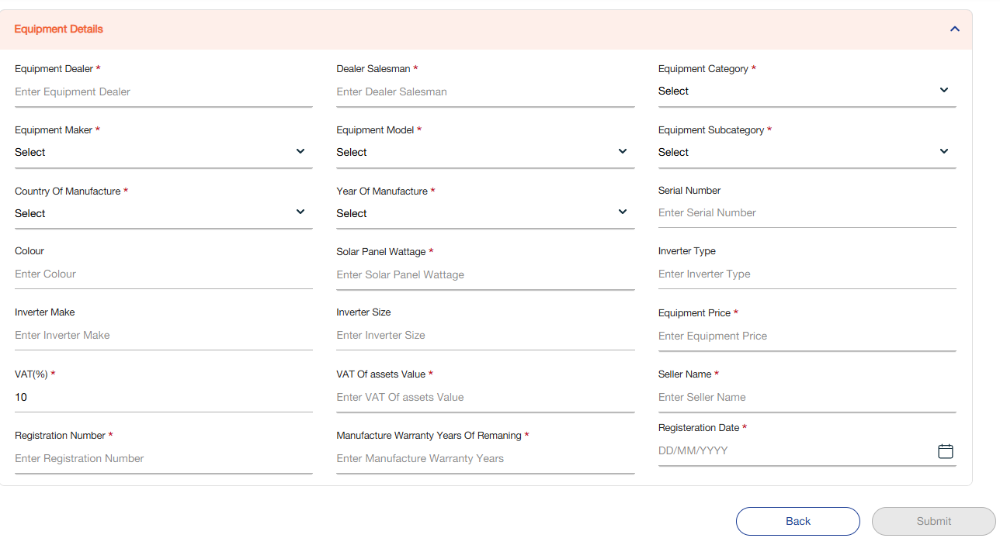 Equipment Details
Equipment Dealer *
Dealer Salesman *
Equipment Category *
Enter Equipment Dealer
Enter Dealer Salesman
Select
Equipment Maker *
Equipment Model *
Equipment Subcategory *
Select
Select
Select
Country Of Manufacture *
Year Of Manufacture *
Serial Number
Select
Select
Enter Serial Number
Colour
Solar Panel Wattage *
Inverter Type
Enter Colour
Enter Solar Panel Wattage
Enter Inverter Type
Inverter Make
Inverter Size
Equipment Price *
Enter Inverter Make
Enter Inverter Size
Enter Equipment Price
VAT(%) *
VAT Of assets Value *
Seller Name *
10
Enter VAT Of assets Value
Enter Seller Name
Registration Number *
Manufacture Warranty Years Of Remaning *
Registeration Date *
Enter Registration Number
Enter Manufacture Warranty Years
DD/MM/YYYY
Back
Submit